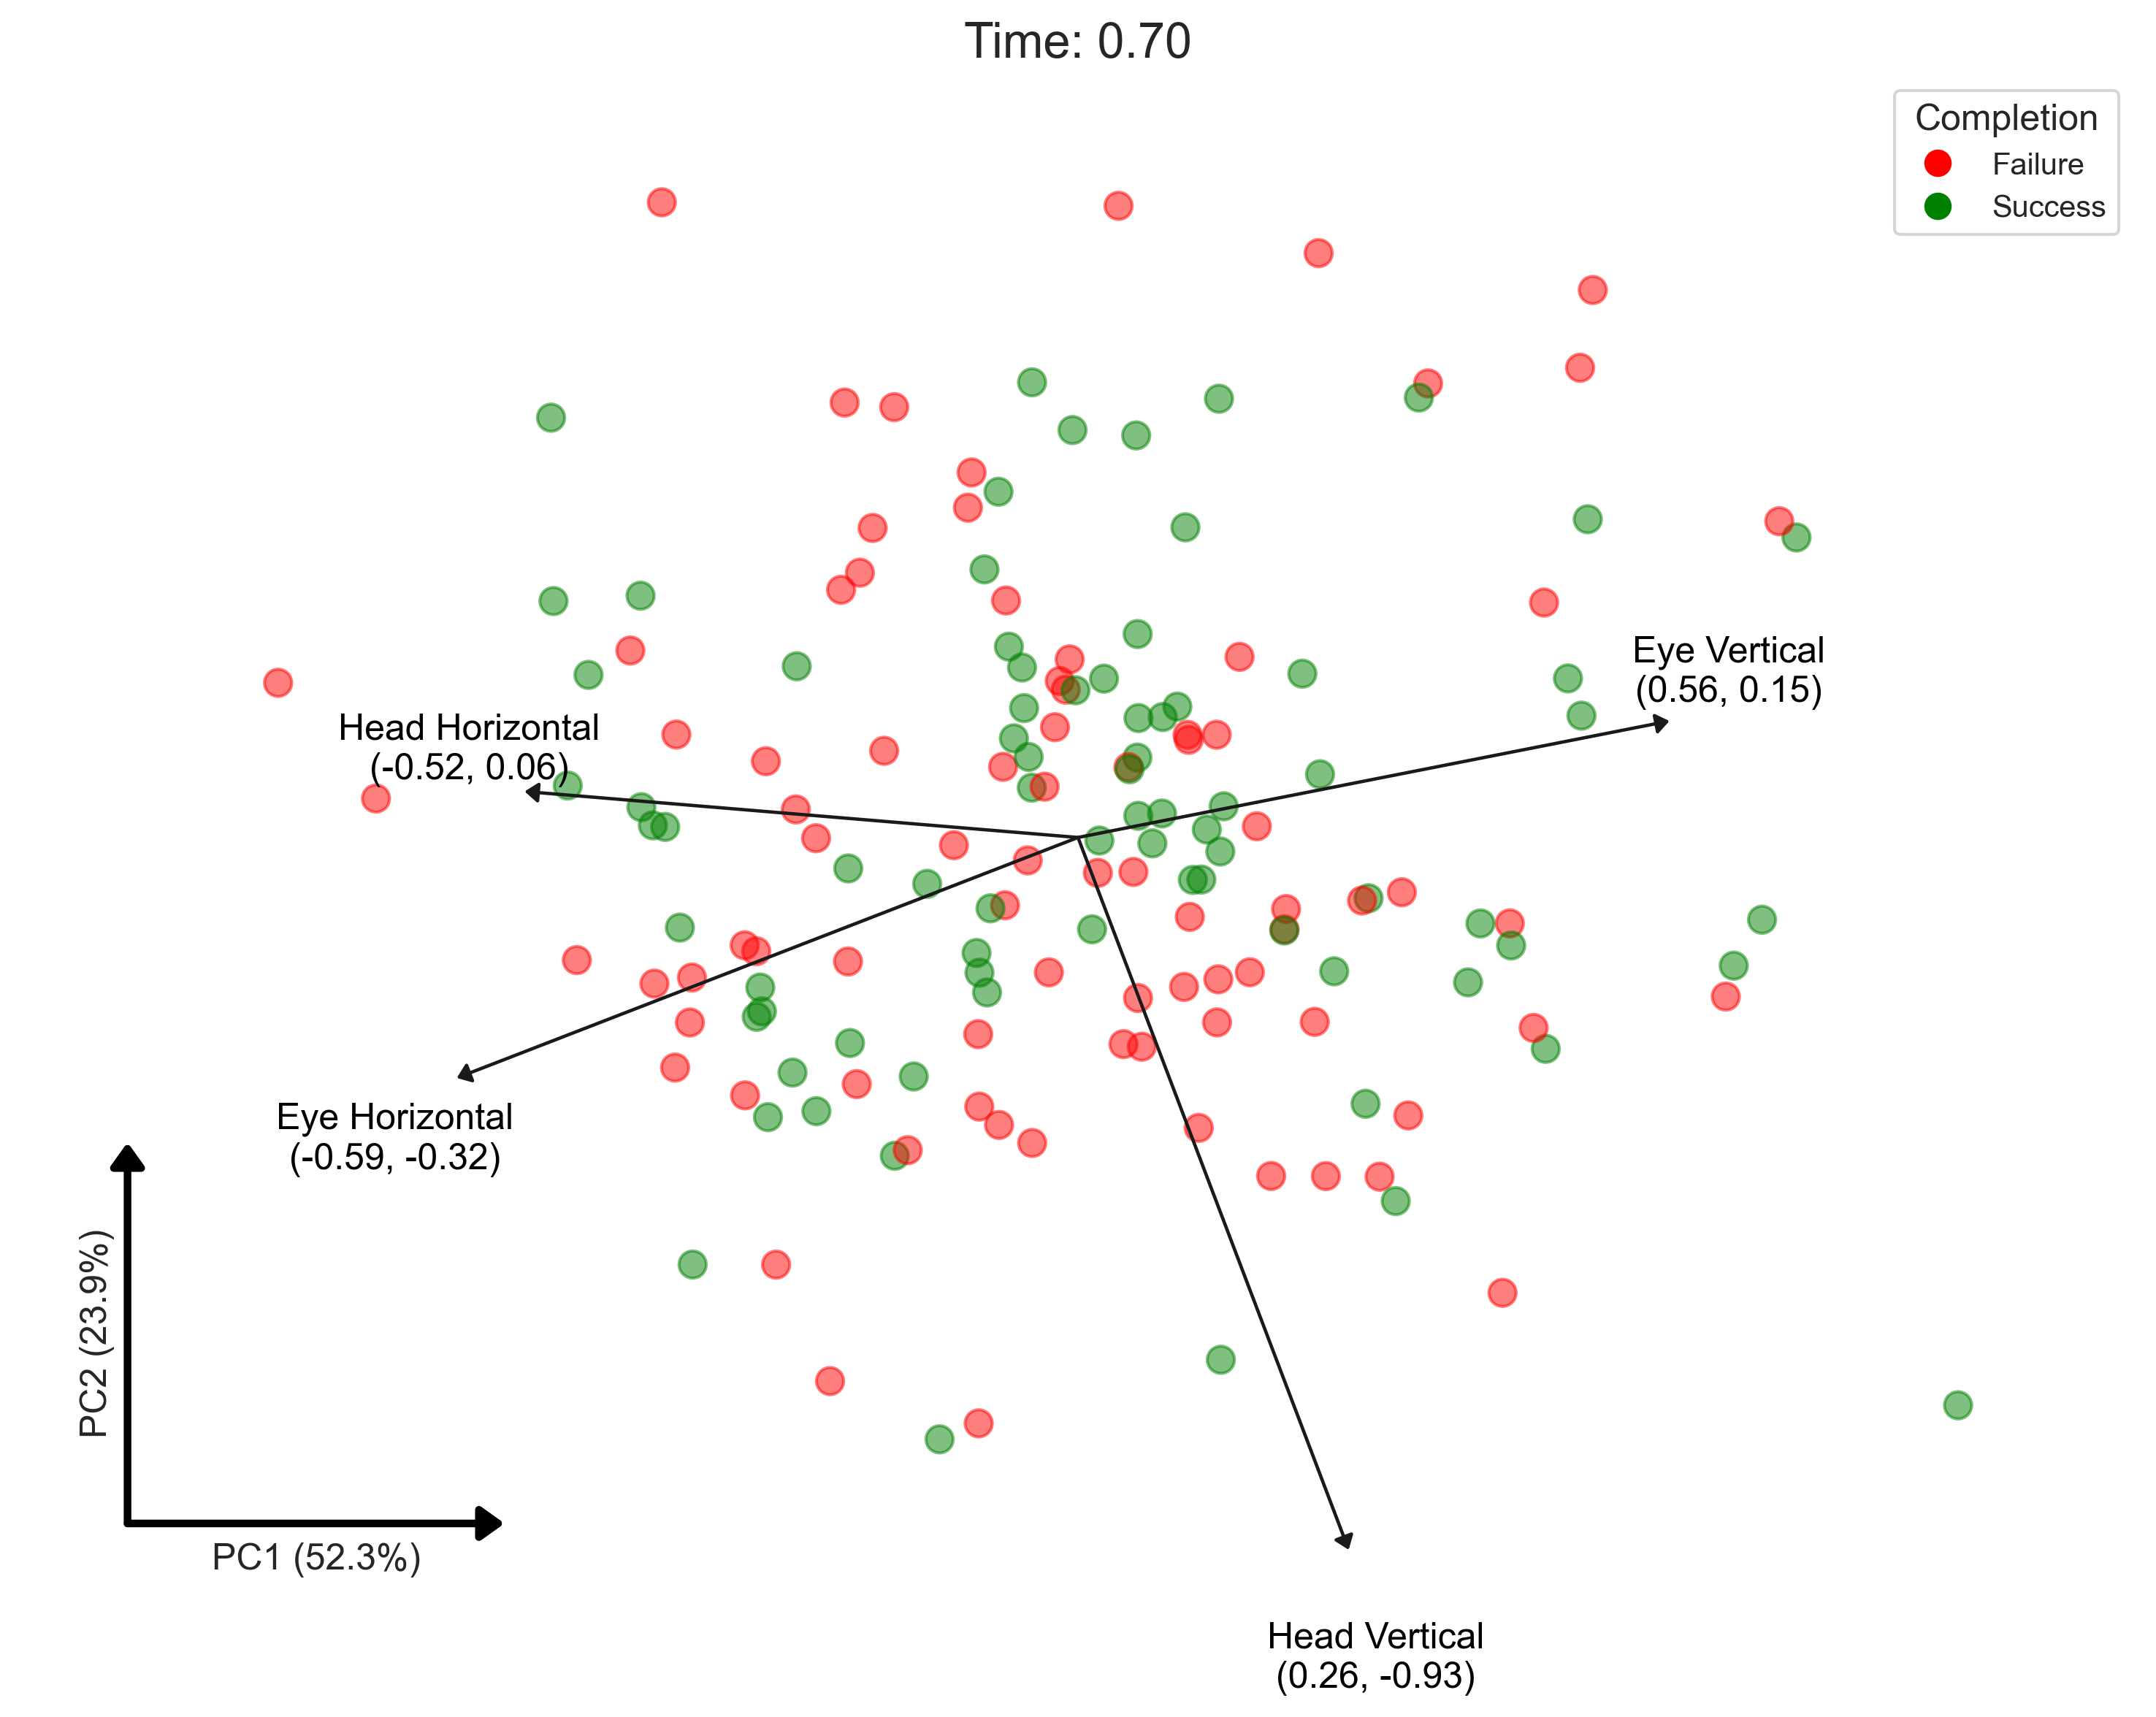 Time: 0.70
Completion
Failure
Success
Eye Vertical
(0.56, 0.15)
Head Horizontal
(-0.52, 0.06)
Eye Horizontal
(-0.59, -0.32)
PC2 (23.9%)
PC1 (52.3%)
Head Vertical
(0.26, -0.93)